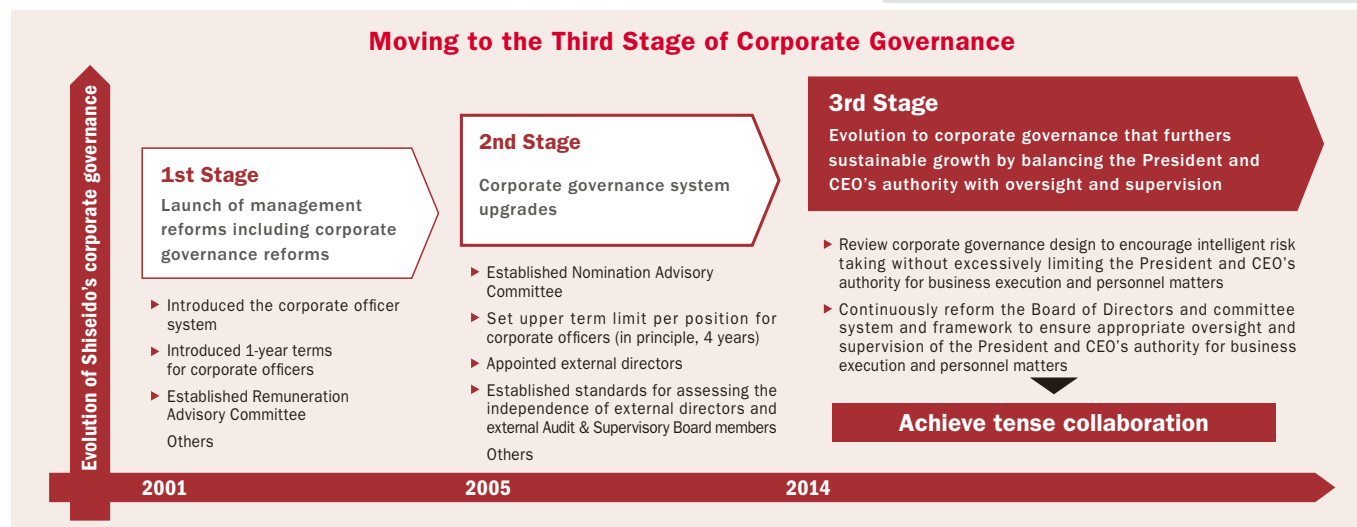 Moving to the Third Stage of Corporate Governance
Evolution of Shiseido's corporate governance
1st Stage
Launch of management
reforms including corporate
governance reforms
Introduced the corporate officer
system
Introduced 1-year terms
for corporate officers
Established Remuneration
Advisory Committee
Others
2nd Stage
Corporate governance system
upgrades
Established Nomination Advisory
Committee
Set upper term limit per position for
corporate officers (in principle, 4 years)
Appointed external directors
Established standards for assessing the
independence of external directors and
external Audit & Supervisory Board members
Others
3rd Stage
Evolution to corporate governance that furthers
sustainable growth by balancing the President and
CEO's authority with oversight and supervision
Review corporate governance design to encourage intelligent risk
taking without excessively limiting the President and CEO's
authority for business execution and personnel matters
Continuously reform the Board of Directors and committee
system and framework to ensure appropriate oversight and
supervision of the President and CEO's authority for business
execution and personnel matters
Achieve tense collaboration
2001
2005
2014